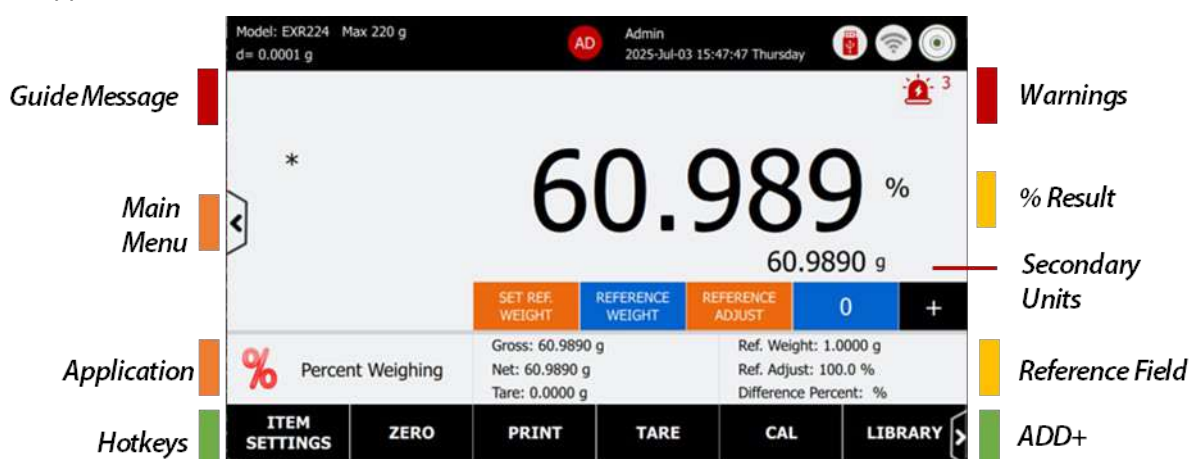 Model: EXR224 Max 220 g
d= 0.0001 g
AD
Admin
2025-Jul-03 15:47:47 Thursday
Guide Message
3
Warnings
*
60.989 %
% Result
Main
Menu
60.9890 g
Secondary
Units
SET REF.
WEIGHT
REFERENCE
WEIGHT
REFERENCE
ADJUST
0
+
Application
% Percent Weighing
Gross: 60.9890 g
Net: 60.9890 g
Tare: 0.0000 g
Ref. Weight: 1.0000 g
Ref. Adjust: 100.0 %
Difference Percent: %
Reference Field
Hotkeys
ITEM
SETTINGS
ZERO
PRINT
TARE
CAL
LIBRARY
ADD+